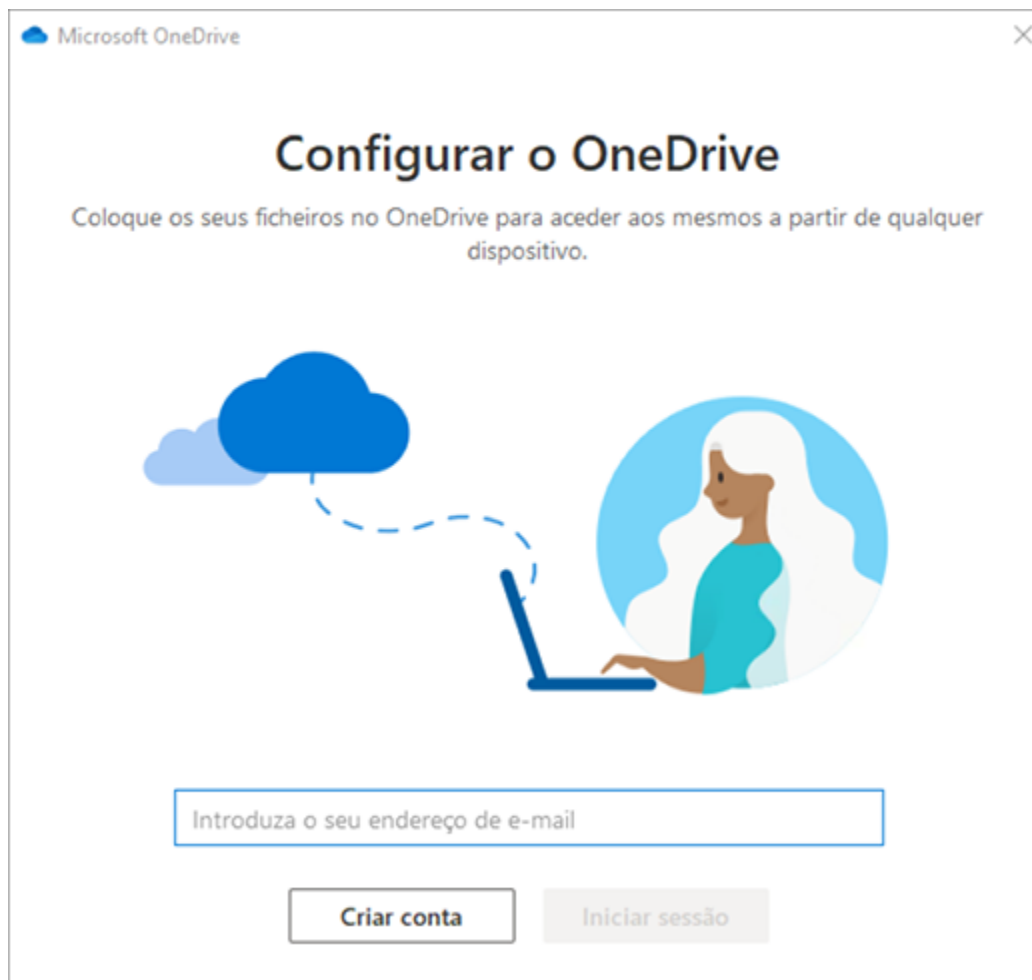 Microsoft OneDrive
Configurar o OneDrive
Coloque os seus ficheiros no OneDrive para aceder aos mesmos a partir de qualquer
dispositivo.
Introduza o seu endereço de e-mail
Criar conta
Iniciar sessão